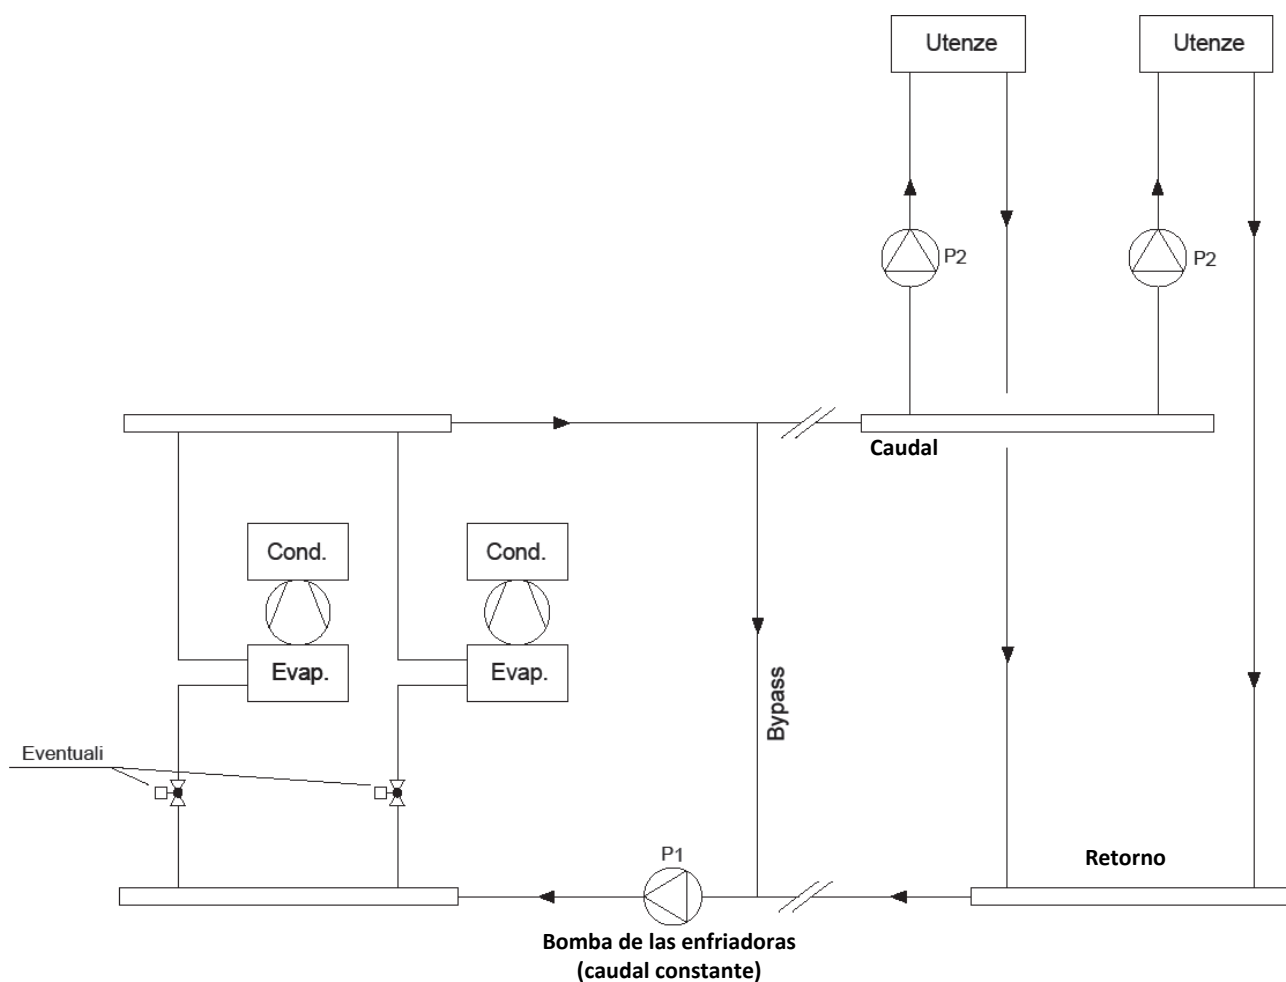 Utenze
Utenze
P2
P2
Caudal
Cond.
Cond.
Evap.
Evap.
Bypass
Eventuali
P1
Retorno
Bomba de las enfriadoras
(caudal constante)